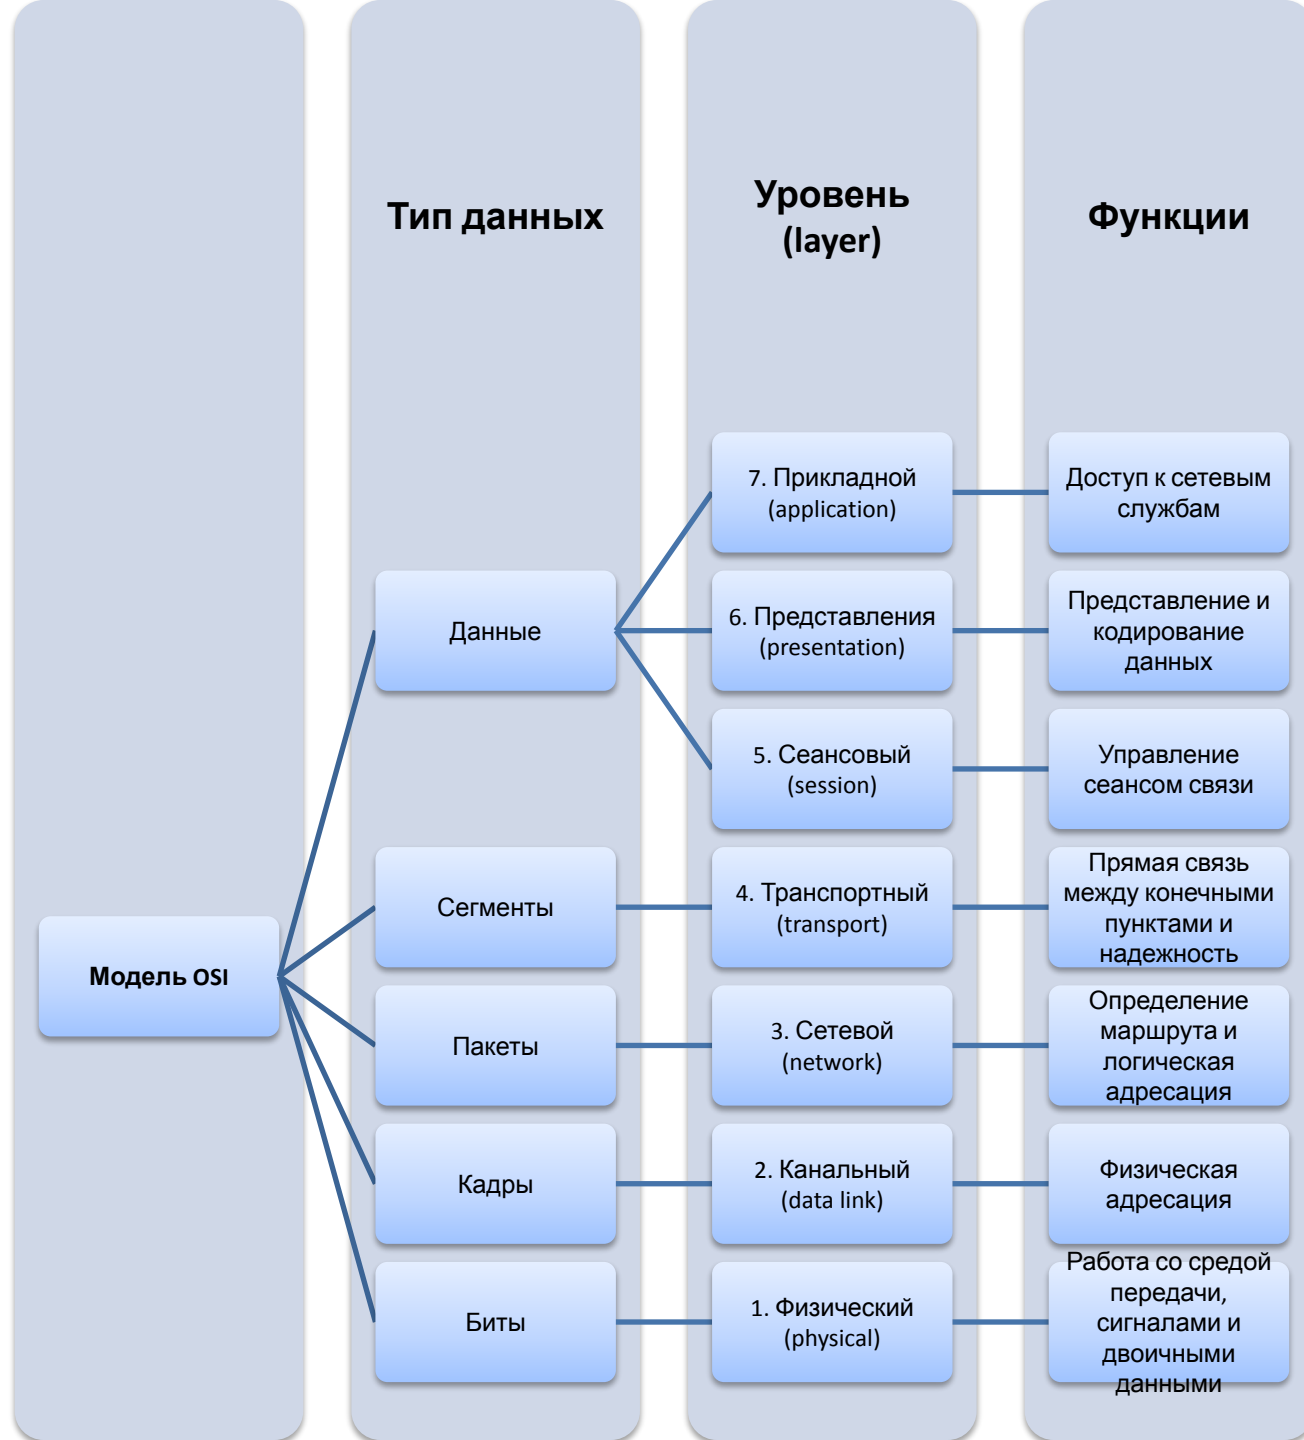 Тип данных
Уровень
(layer)
Функции
7. Прикладной
(application)
Доступ к сетевым
службам
Данные
6. Представления
(presentation)
Представление и
кодирование
данных
5. Сеансовый
(session)
Управление
сеансом связи
Модель OSI
Сегменты
4. Транспортный
(transport)
Прямая связь
между конечными
пунктами и
надежность
Пакеты
3. Сетевой
(network)
Определение
маршрута и
логическая
адресация
Кадры
2. Канальный
(data link)
Физическая
адресация
Биты
1. Физический
(physical)
Работа со средой
передачи,
сигналами и
двоичными
данными